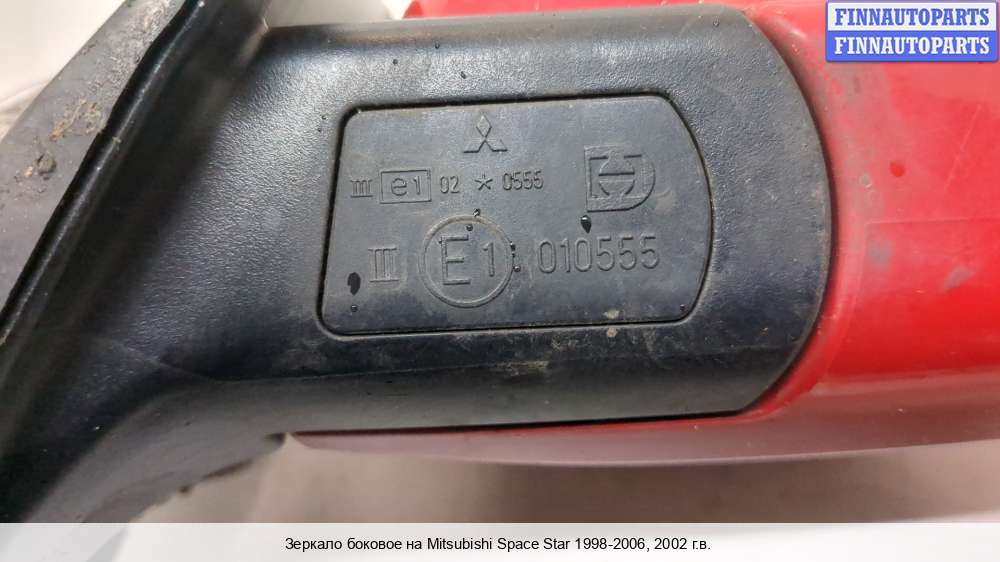 FINNAUTOPARTS
FINNAUTOPARTS
III e1 02 * 0555
III E1 010555
Зеркало боковое на Mitsubishi Space Star 1998-2006, 2002 г.в.